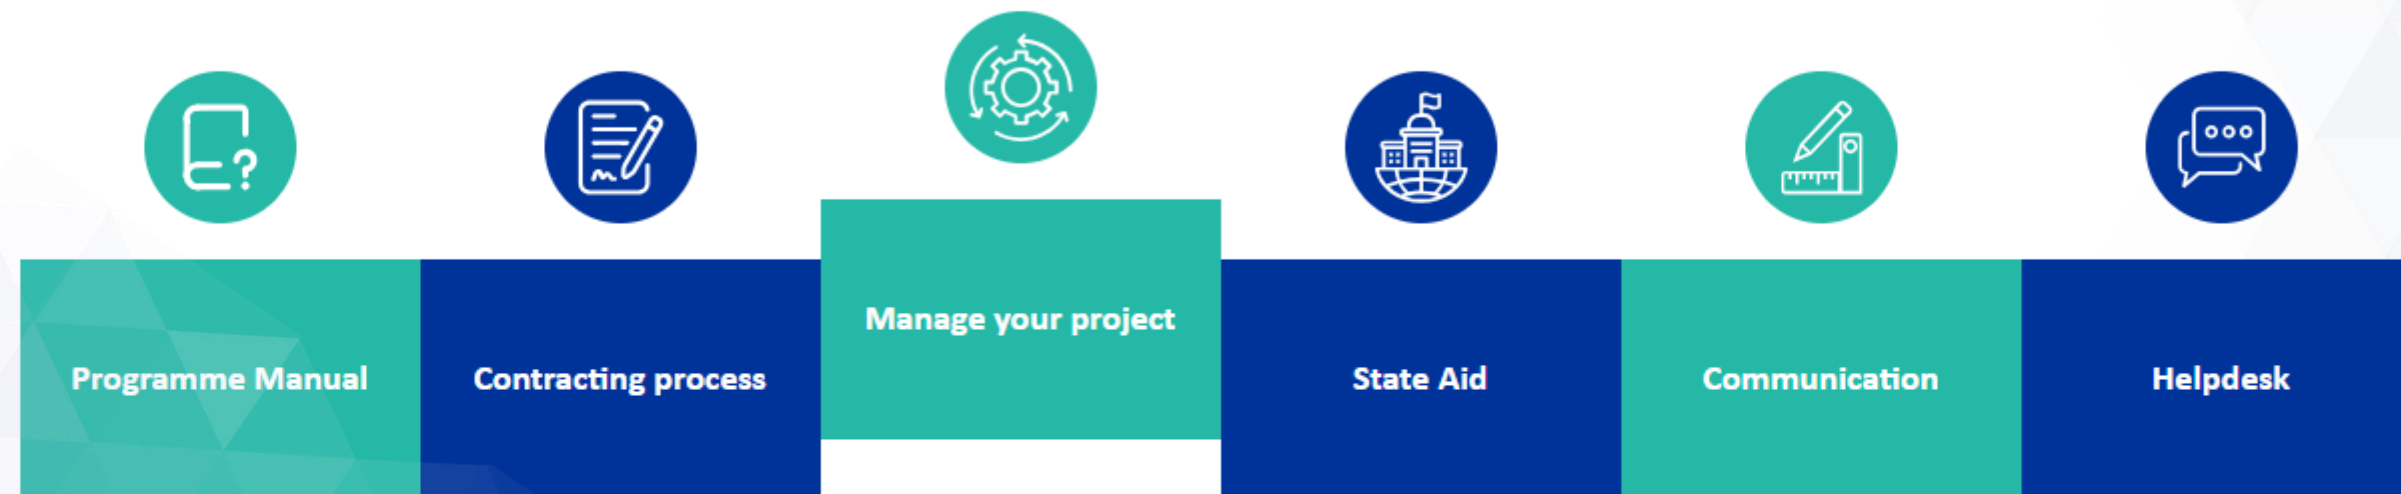 Programme Manual
Contracting process
Manage your project
State Aid
Communication
Helpdesk